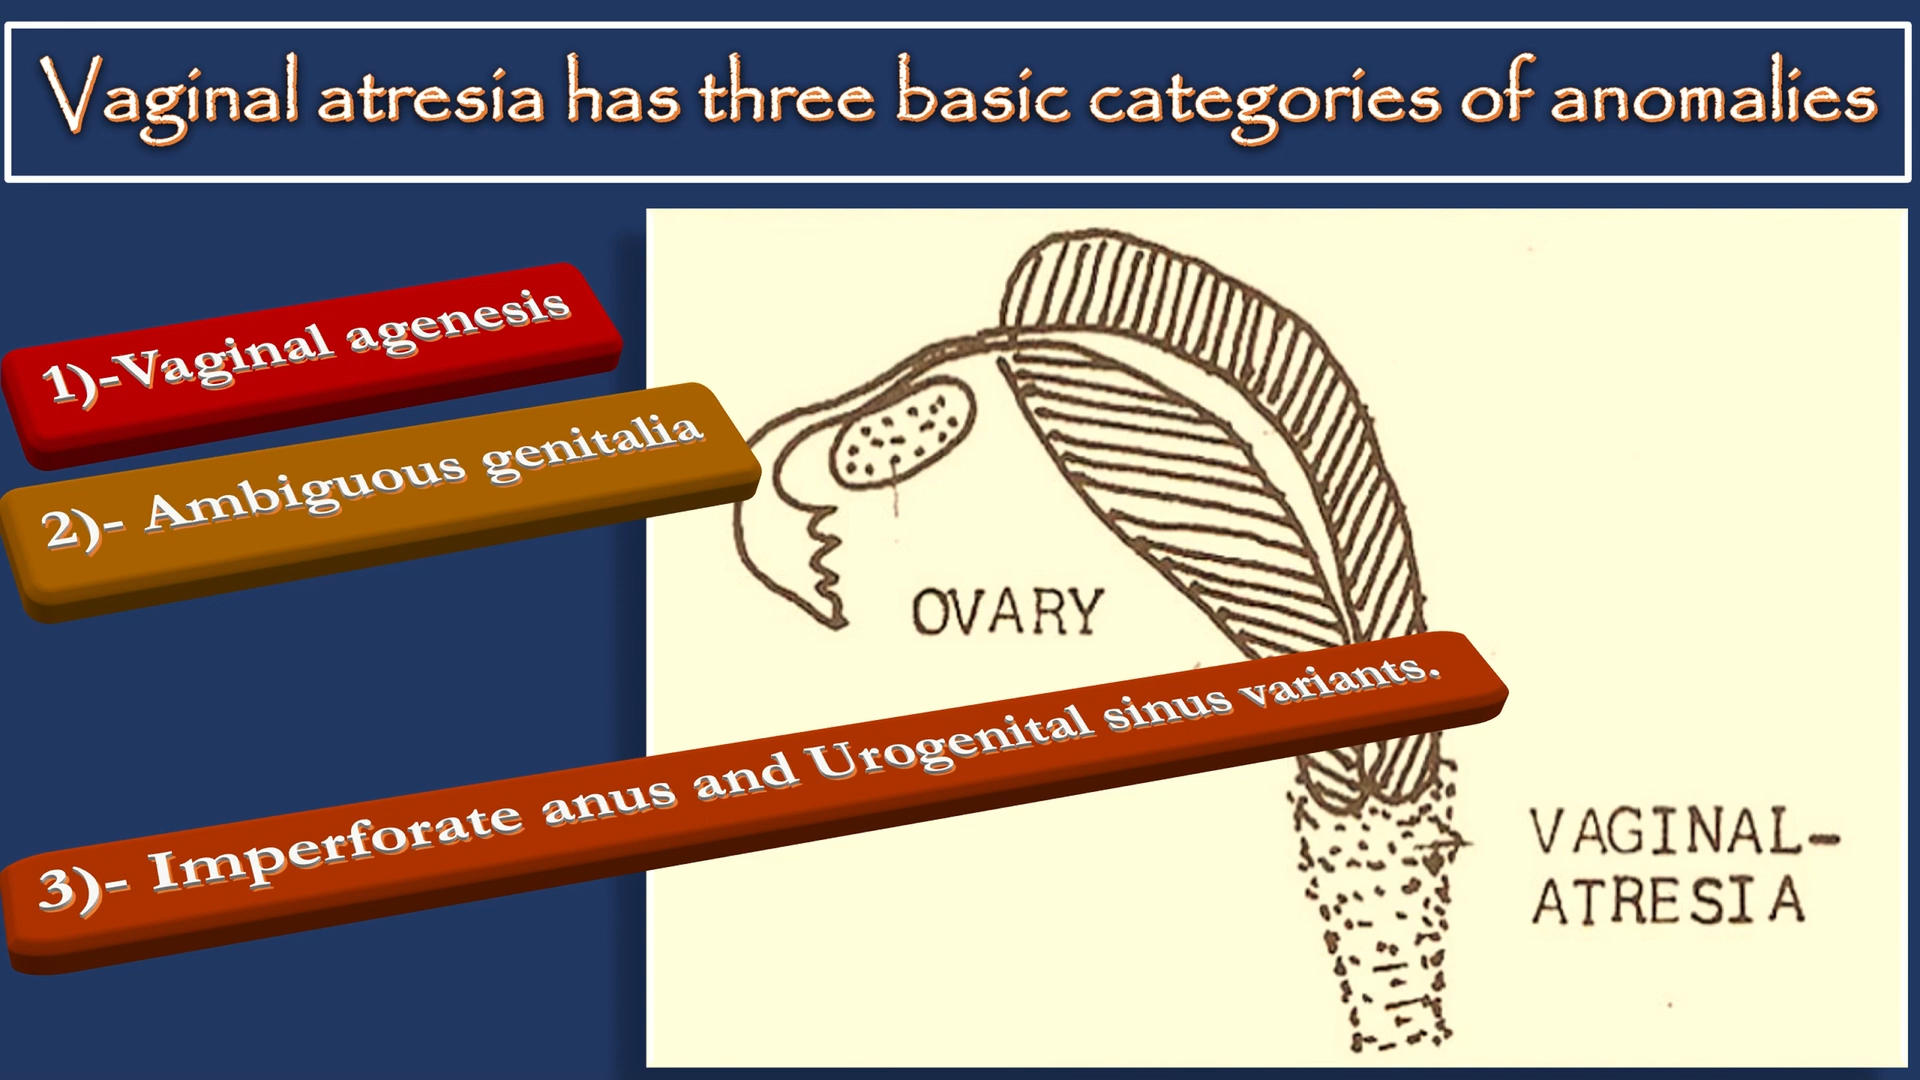 Vaginal atresia has three basic categories of anomalies
1)-Vaginal agenesis
2)- Ambiguous genitalia
OVARY
3)- Imperforate anus and Urogenital sinus variants.
VAGINAL-
ATRESIA